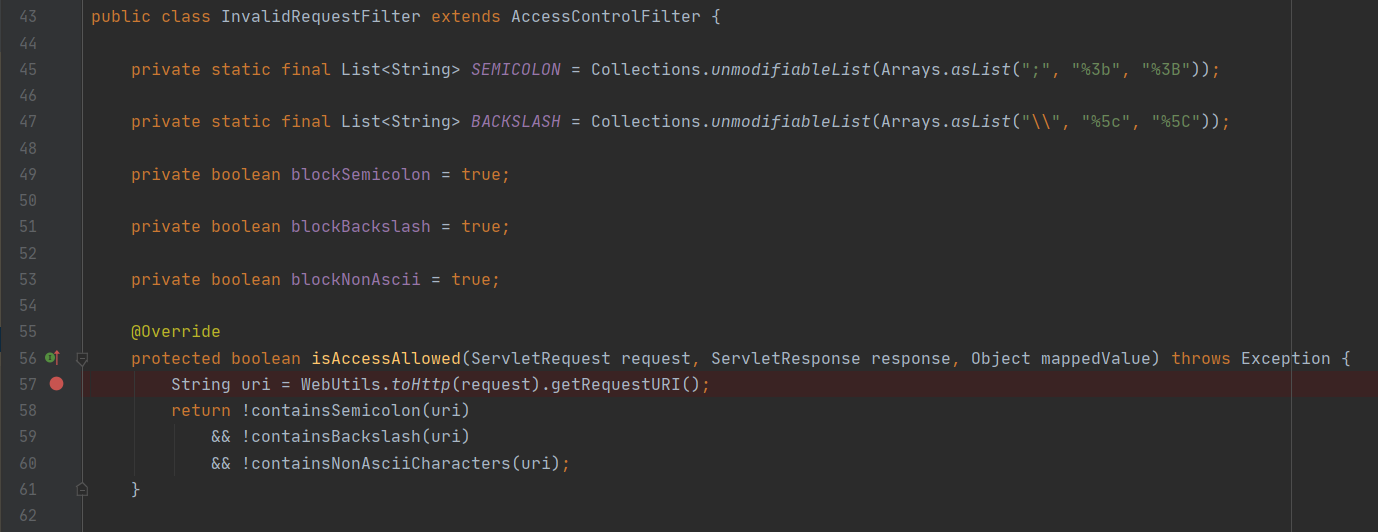 43 public class InvalidRequestFilter extends AccessControlFilter {
44
45     private static final List<String> SEMICOLON = Collections.unmodifiableList(Arrays.asList(";", "%3b", "%3B"));
46
47     private static final List<String> BACKSLASH = Collections.unmodifiableList(Arrays.asList("\\", "%5c", "%5C"));
48
49     private boolean blockSemicolon = true;
50
51     private boolean blockBackslash = true;
52
53     private boolean blockNonAscii = true;
54
55     @Override
56     protected boolean isAccessAllowed(ServletRequest request, ServletResponse response, Object mappedValue) throws Exception {
57         String uri = WebUtils.toHttp(request).getRequestURI();
58         return !containsSemicolon(uri)
59             && !containsBackslash(uri)
60             && !containsNonAsciiCharacters(uri);
61     }
62